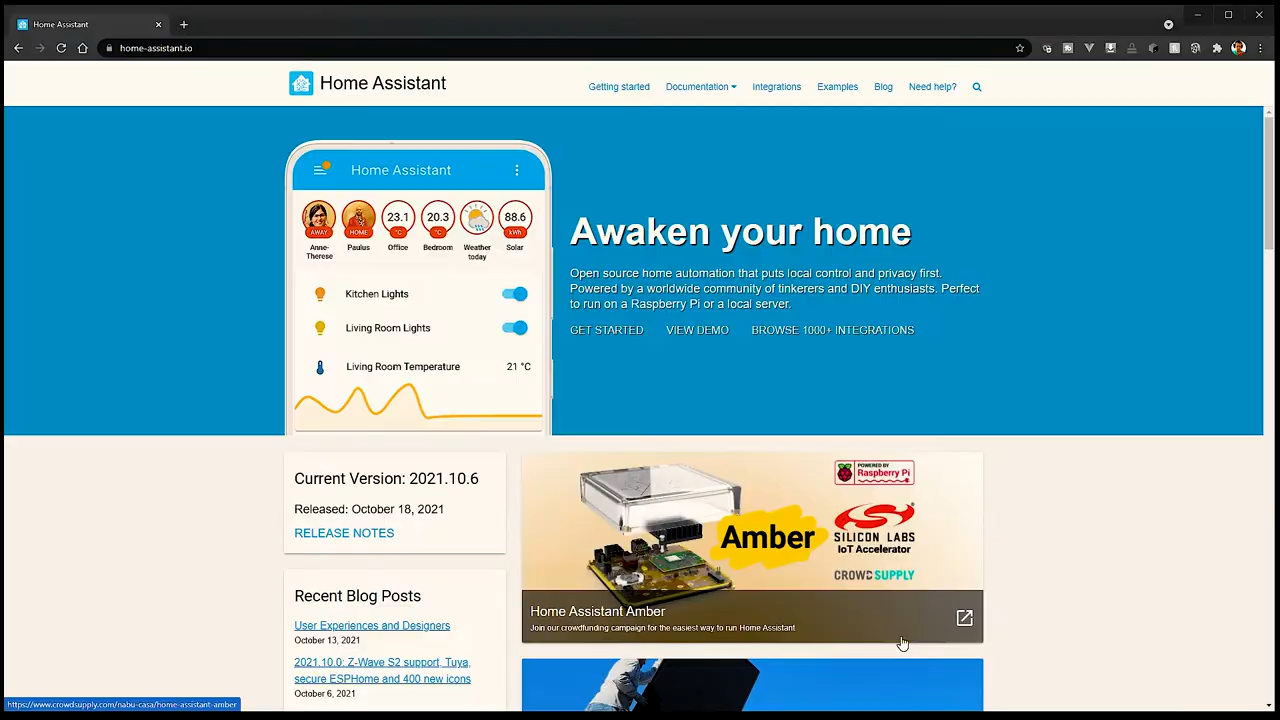 Home Assistant
home-assistant.io
Home Assistant
Getting started
Documentation
Integrations
Examples
Blog
Need help?
Home Assistant
AWAY
HOME
23.1
°C
20.3
°C
88.6
kWh
Anne-
Therese
Paulus
Office
Bedroom
Weather
today
Solar
Kitchen Lights
Living Room Lights
Living Room Temperature
21 °C
Awaken your home
Open source home automation that puts local control and privacy first.
Powered by a worldwide community of tinkerers and DIY enthusiasts. Perfect
to run on a Raspberry Pi or a local server.
GET STARTED
VIEW DEMO
BROWSE 1000+ INTEGRATIONS
Current Version: 2021.10.6
Released: October 18, 2021
RELEASE NOTES
Recent Blog Posts
User Experiences and Designers
October 13, 2021
2021.10.0: Z-Wave S2 support, Tuya,
secure ESPHome and 400 new icons
October 6, 2021
Amber
POWERED BY
Raspberry Pi
SILICON LABS
IoT Accelerator
CROWD SUPPLY
Home Assistant Amber
Join our crowdfunding campaign for the easiest way to run Home Assistant
https://www.crowdsupply.com/nabu-casa/home-assistant-amber